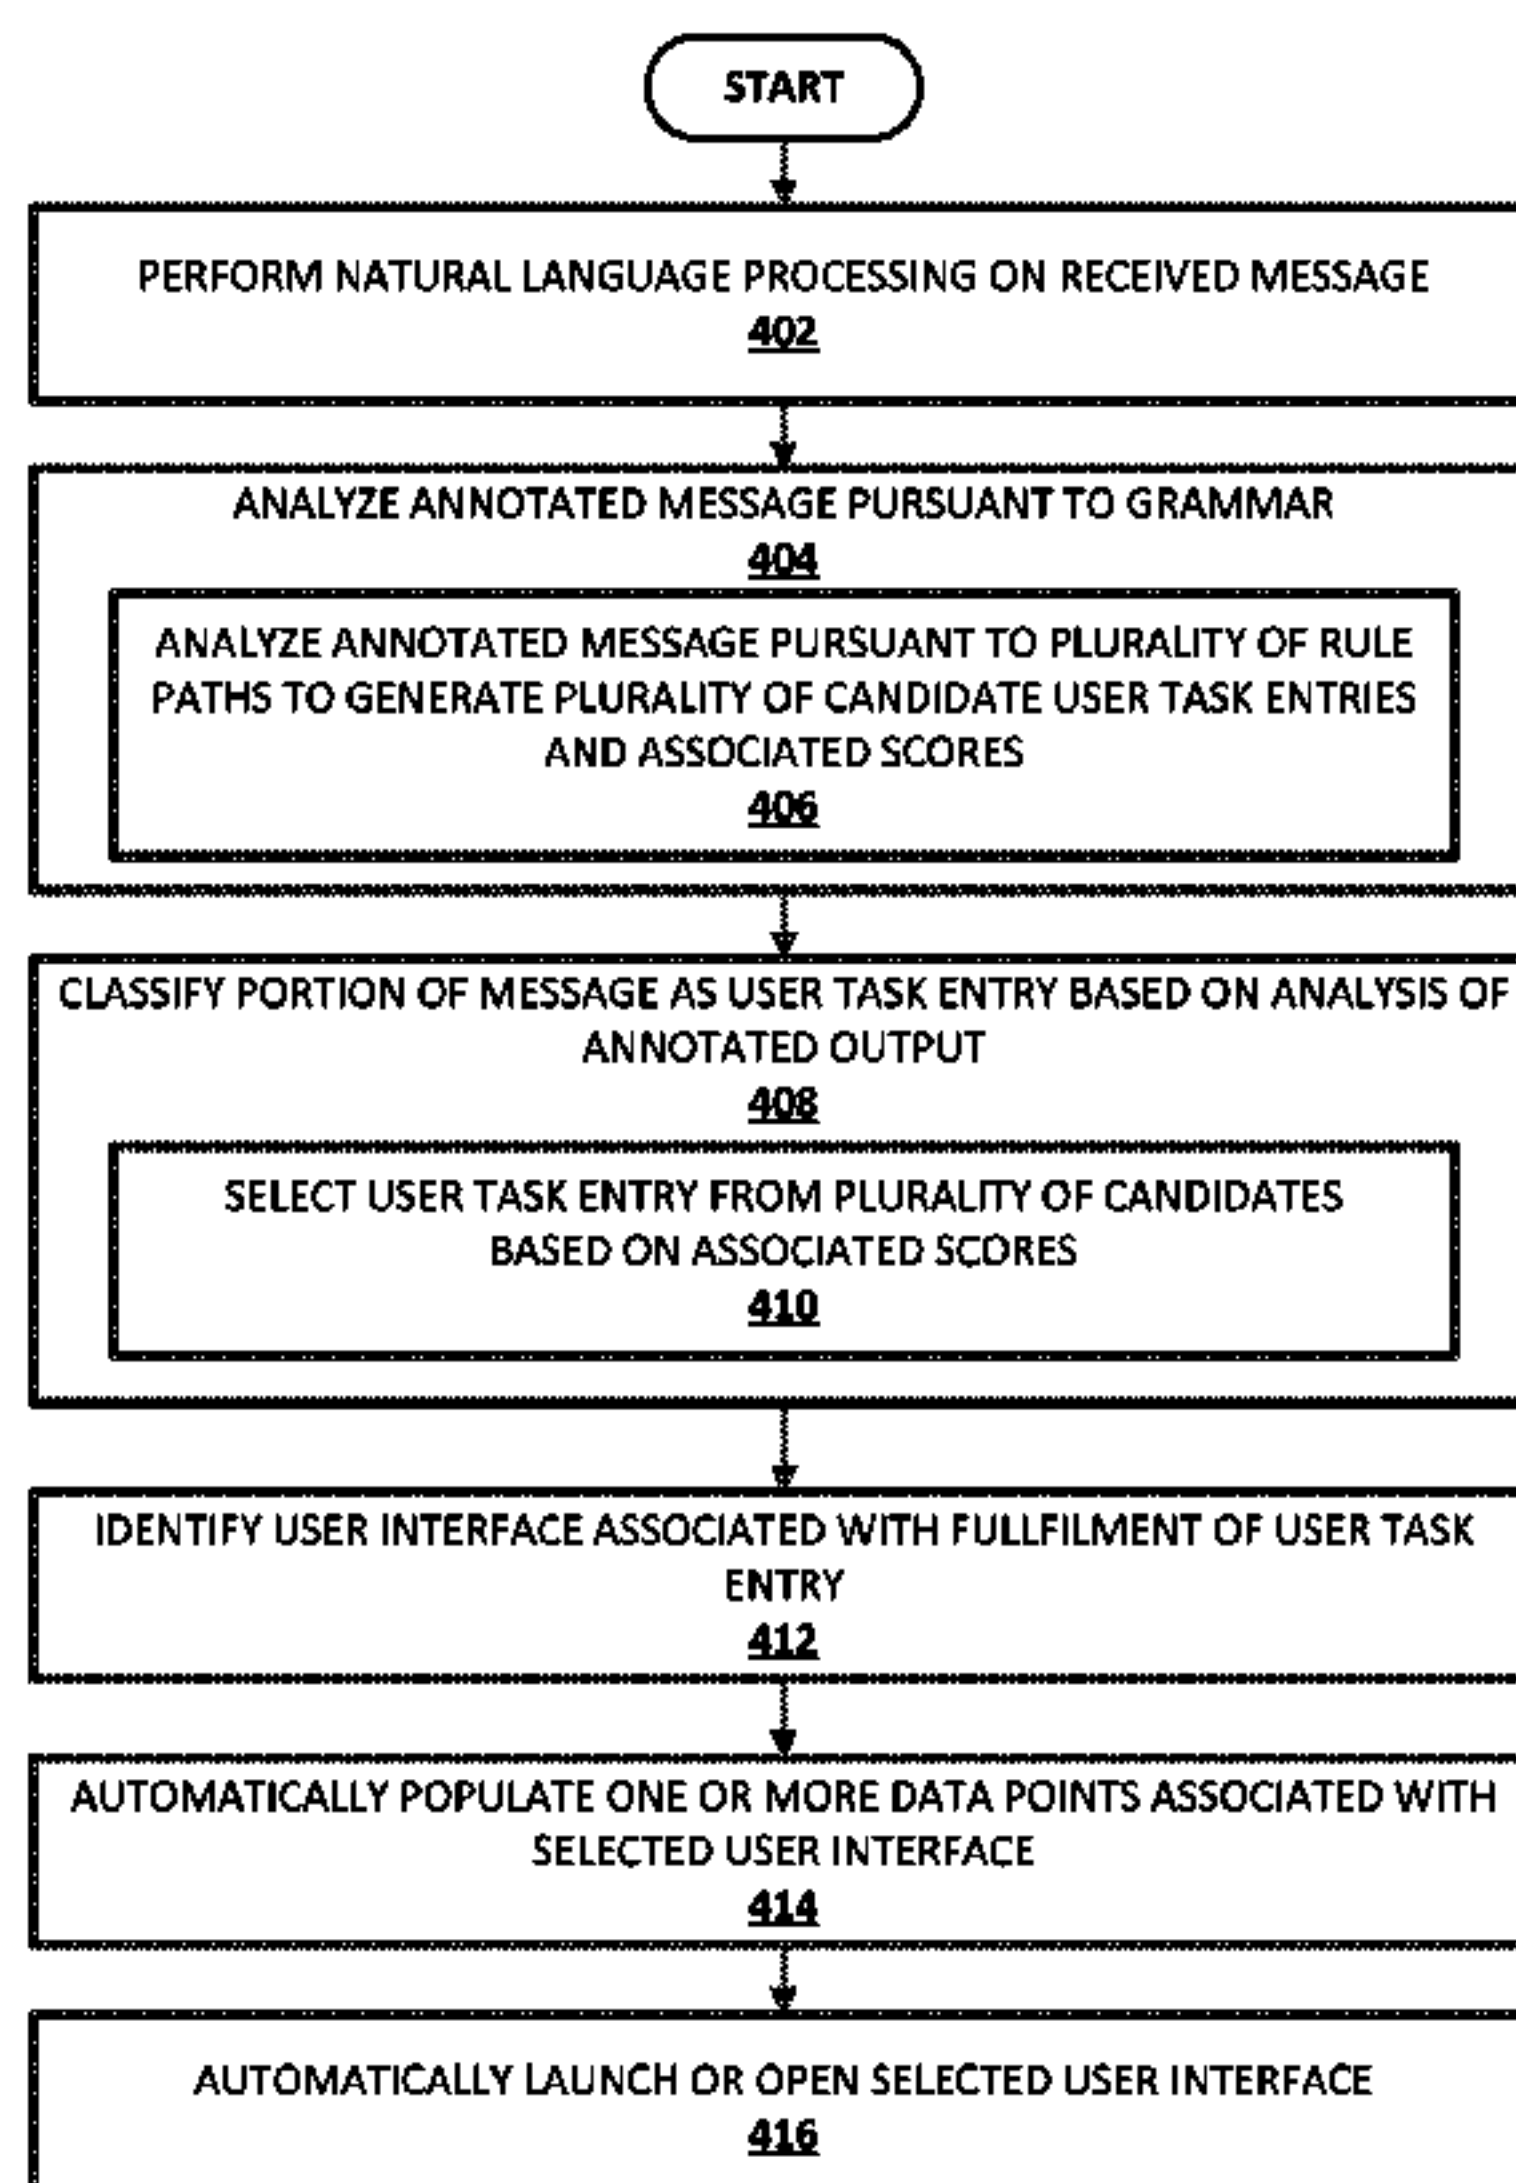 START
PERFORM NATURAL LANGUAGE PROCESSING ON RECEIVED MESSAGE
402
ANALYZE ANNOTATED MESSAGE PURSUANT TO GRAMMAR
404
ANALYZE ANNOTATED MESSAGE PURSUANT TO PLURALITY OF RULE
PATHS TO GENERATE PLURALITY OF CANDIDATE USER TASK ENTRIES
AND ASSOCIATED SCORES
406
CLASSIFY PORTION OF MESSAGE AS USER TASK ENTRY BASED ON ANALYSIS OF
ANNOTATED OUTPUT
408
SELECT USER TASK ENTRY FROM PLURALITY OF CANDIDATES
BASED ON ASSOCIATED SCORES
410
IDENTIFY USER INTERFACE ASSOCIATED WITH FULLFILMENT OF USER TASK
ENTRY
412
AUTOMATICALLY POPULATE ONE OR MORE DATA POINTS ASSOCIATED WITH
SELECTED USER INTERFACE
414
AUTOMATICALLY LAUNCH OR OPEN SELECTED USER INTERFACE
416